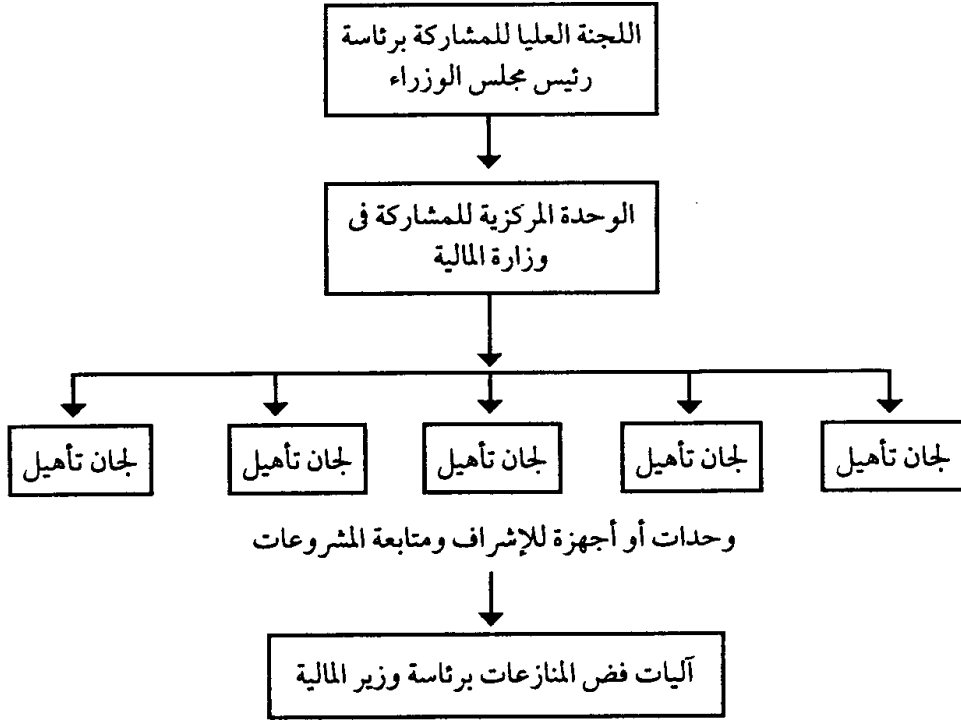 اللجنة العليا للمشاركة برئاسة
رئيس مجلس الوزراء
الوحدة المركزية للمشاركة فى
وزارة المالية
لجان تأهيل
لجان تأهيل
لجان تأهيل
لجان تأهيل
لجان تأهيل
وحدات أو أجهزة للإشراف ومتابعة المشروعات
آليات فض المنازعات برئاسة وزير المالية